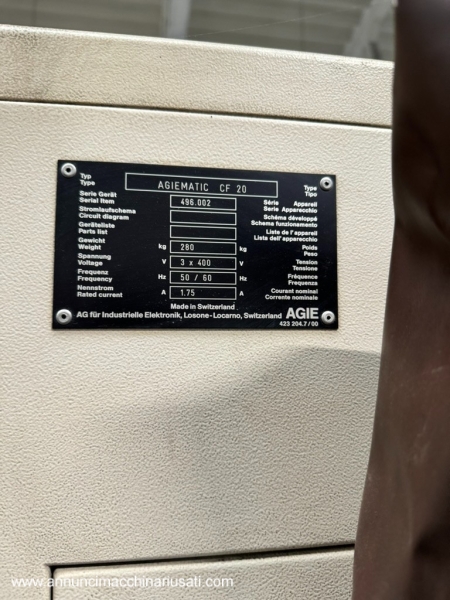 Typ
Type
AGIEMATIC CF 20
Type
Tipo
Serie Gerät
Serial Item
496.002
Série Appareil
Serie Apparecchio
Stromlaufschema
Circuit diagram
Schéma développé
Schema funzionamento
Geräteliste
Parts list
Liste de l'appareil
Lista dell'apparecchio
Gewicht
Weight
kg 280 kg
Poids
Peso
Spannung
Voltage
V 3 x 400 V
Tension
Tensione
Frequenz
Frequency
Hz 50 / 60 Hz
Fréquence
Frequenza
Nennstrom
Rated current
A 1.75 A
Courant nominal
Corrente nominale
Made in Switzerland
AG für Industrielle Elektronik, Losone-Locarno, Switzerland AGIE
423 204.7 / 00
www.annuncimacchinariusati.com